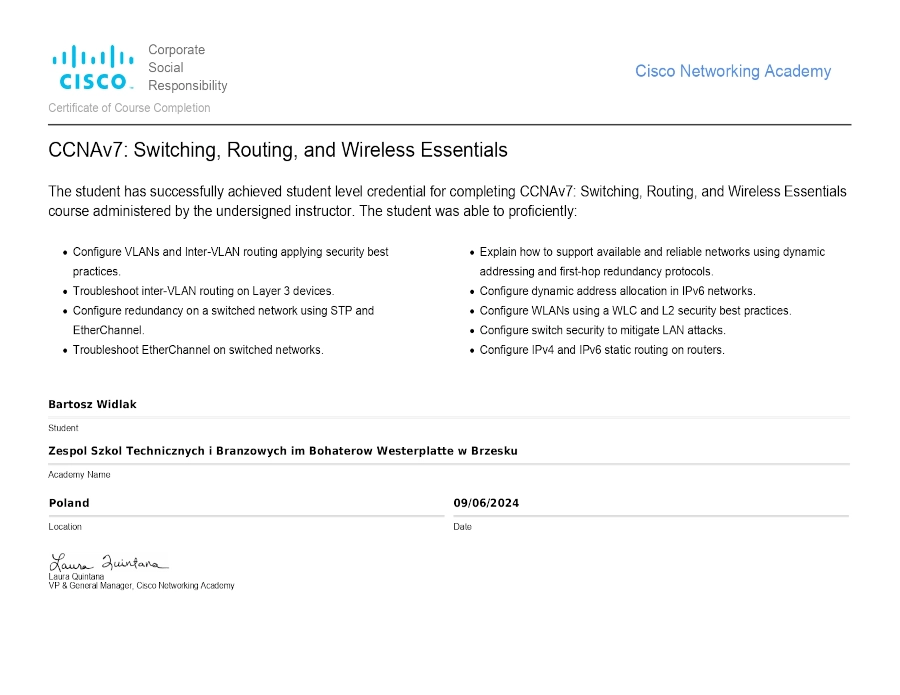 CISCO
Corporate
Social
Responsibility
Cisco Networking Academy
Certificate of Course Completion
CCNAv7: Switching, Routing, and Wireless Essentials
The student has successfully achieved student level credential for completing CCNAv7: Switching, Routing, and Wireless Essentials
course administered by the undersigned instructor. The student was able to proficiently:
• Configure VLANs and Inter-VLAN routing applying security best
practices.
• Troubleshoot inter-VLAN routing on Layer 3 devices.
• Configure redundancy on a switched network using STP and
EtherChannel.
• Troubleshoot EtherChannel on switched networks.
• Explain how to support available and reliable networks using dynamic
addressing and first-hop redundancy protocols.
• Configure dynamic address allocation in IPv6 networks.
• Configure WLANs using a WLC and L2 security best practices.
• Configure switch security to mitigate LAN attacks.
• Configure IPv4 and IPv6 static routing on routers.
Bartosz Widlak
Student
Zespol Szkol Technicznych i Branzowych im Bohaterow Westerplatte w Brzesku
Academy Name
Poland
Location
09/06/2024
Date
Laura Quintana
Laura Quintana
VP & General Manager, Cisco Networking Academy